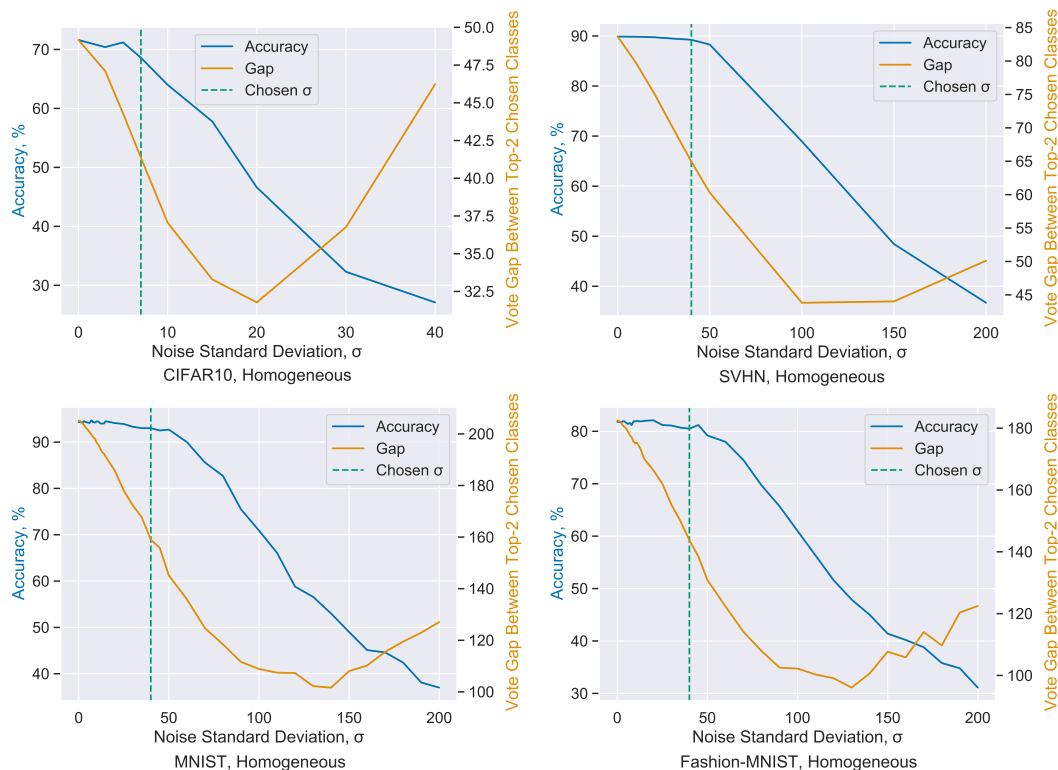 Accuracy, %
70
60
50
40
30
Accuracy
Gap
Chosen σ
50.0
47.5
45.0
42.5
40.0
37.5
35.0
32.5
Vote Gap Between Top-2 Chosen Classes
0 10 20 30 40
Noise Standard Deviation, σ
CIFAR10, Homogeneous
Accuracy, %
90
80
70
60
50
40
Accuracy
Gap
Chosen σ
85
80
75
70
65
60
55
50
45
Vote Gap Between Top-2 Chosen Classes
0 50 100 150 200
Noise Standard Deviation, σ
SVHN, Homogeneous
Accuracy, %
90
80
70
60
50
40
Accuracy
Gap
Chosen σ
200
180
160
140
120
100
Vote Gap Between Top-2 Chosen Classes
0 50 100 150 200
Noise Standard Deviation, σ
MNIST, Homogeneous
Accuracy, %
80
70
60
50
40
30
Accuracy
Gap
Chosen σ
180
160
140
120
100
Vote Gap Between Top-2 Chosen Classes
0 50 100 150 200
Noise Standard Deviation, σ
Fashion-MNIST, Homogeneous